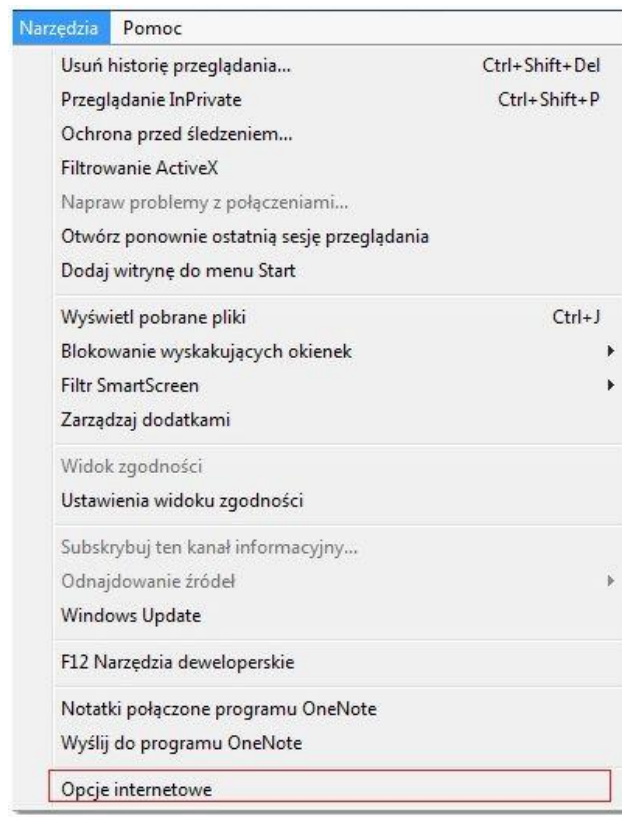 Narzędzia Pomoc
Usuń historię przeglądania... Ctrl+Shift+Del
Przeglądanie InPrivate Ctrl+Shift+P
Ochrona przed śledzeniem...
Filtrowanie ActiveX
Napraw problemy z połączeniami...
Otwórz ponownie ostatnią sesję przeglądania
Dodaj witrynę do menu Start
Wyświetl pobrane pliki Ctrl+J
Blokowanie wyskakujących okienek
Filtr SmartScreen
Zarządzaj dodatkami
Widok zgodności
Ustawienia widoku zgodności
Subskrybuj ten kanał informacyjny...
Odnajdowanie źródeł
Windows Update
F12 Narzędzia deweloperskie
Notatki połączone programu OneNote
Wyślij do programu OneNote
Opcje internetowe